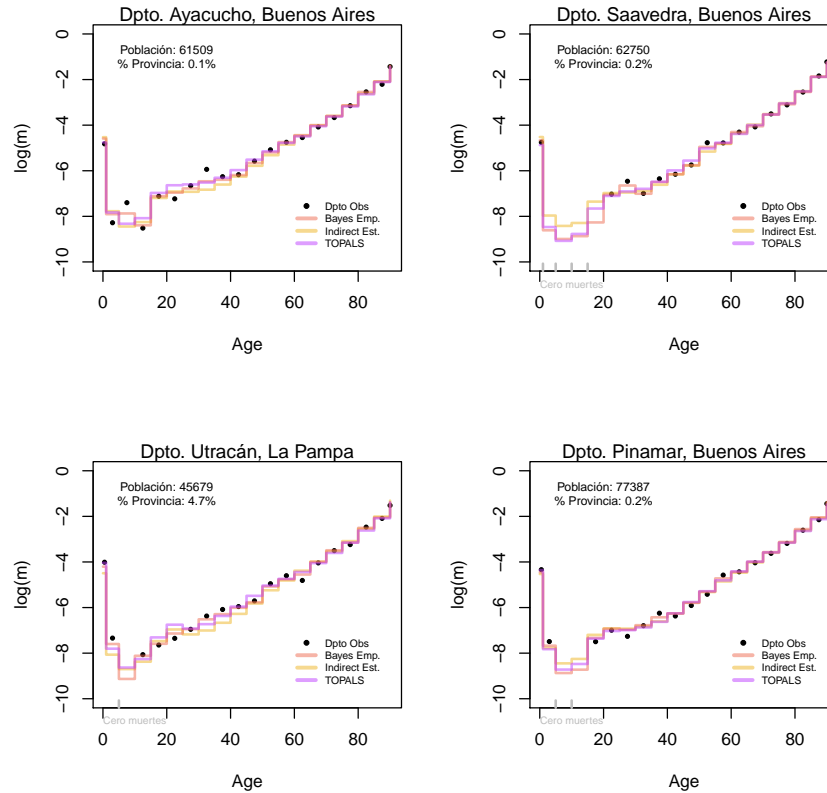 Dpto. Ayacucho, Buenos Aires
Población: 61509
% Provincia: 0.1%
log(m)
0
−2
−4
−6
−8
−10
Dpto Obs
Bayes Emp.
Indirect Est.
TOPALS
0 20 40 60 80
Age
Dpto. Saavedra, Buenos Aires
Población: 62750
% Provincia: 0.2%
log(m)
0
−2
−4
−6
−8
−10
Dpto Obs
Bayes Emp.
Indirect Est.
TOPALS
Cero muertes
0 20 40 60 80
Age
Dpto. Utracán, La Pampa
Población: 45679
% Provincia: 4.7%
log(m)
0
−2
−4
−6
−8
−10
Dpto Obs
Bayes Emp.
Indirect Est.
TOPALS
Cero muertes
0 20 40 60 80
Age
Dpto. Pinamar, Buenos Aires
Población: 77387
% Provincia: 0.2%
log(m)
0
−2
−4
−6
−8
−10
Dpto Obs
Bayes Emp.
Indirect Est.
TOPALS
Cero muertes
0 20 40 60 80
Age